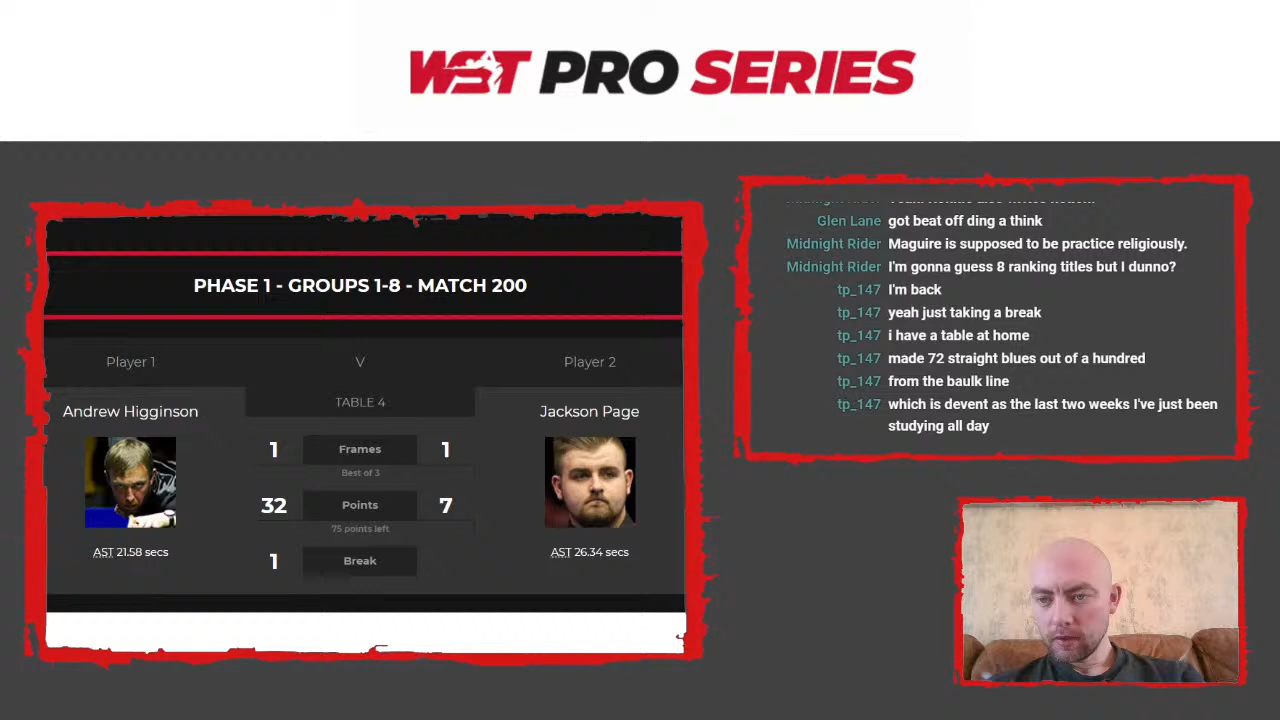 WST PRO SERIES
PHASE 1 - GROUPS 1-8 - MATCH 200
Player 1 V Player 2
TABLE 4
Andrew Higginson Jackson Page
1 Frames 1
Best of 3
32 Points 7
75 points left
AST 21.58 secs AST 26.34 secs
1 Break
Glen Lane got beat off ding a think
Midnight Rider Maguire is supposed to be practice religiously.
Midnight Rider I'm gonna guess 8 ranking titles but I dunno?
tp_147 I'm back
tp_147 yeah just taking a break
tp_147 i have a table at home
tp_147 made 72 straight blues out of a hundred
tp_147 from the baulk line
tp_147 which is devent as the last two weeks I've just been
studying all day